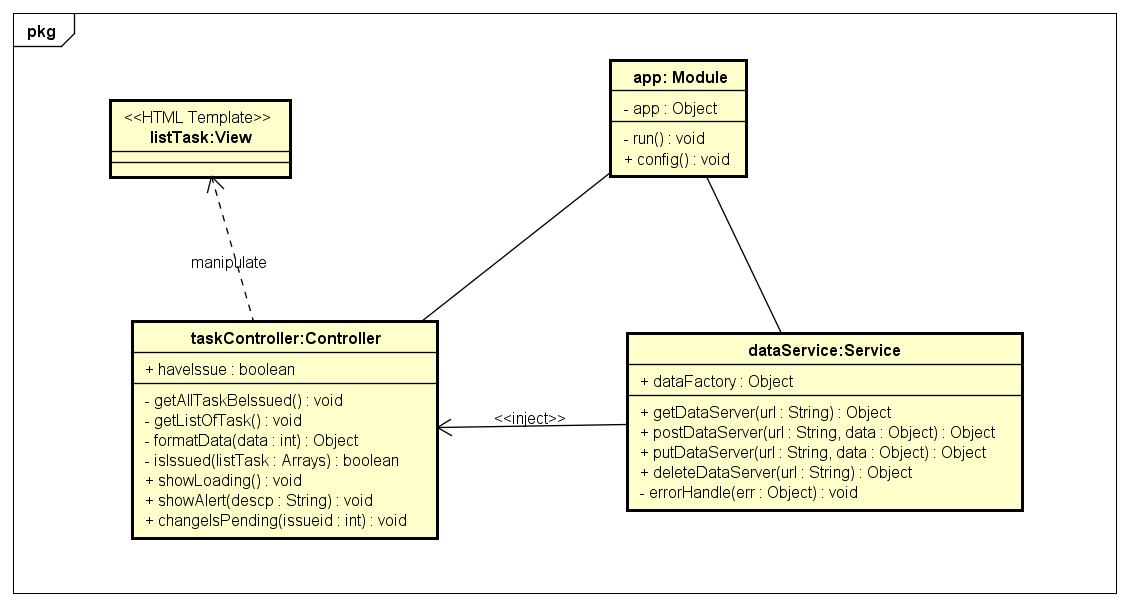 pkg
<<HTML Template>>
listTask:View
app: Module
- app : Object
- run() : void
+ config() : void
manipulate
taskController:Controller
+ haveIssue : boolean
- getAllTaskBeIssued() : void
- getListOfTask() : void
- formatData(data : int) : Object
- isIssued(listTask : Arrays) : boolean
+ showLoading() : void
+ showAlert(descp : String) : void
+ changeIsPending(issueid : int) : void
<<inject>>
dataService:Service
+ dataFactory : Object
+ getDataServer(url : String) : Object
+ postDataServer(url : String, data : Object) : Object
+ putDataServer(url : String, data : Object) : Object
+ deleteDataServer(url : String) : Object
- errorHandle(err : Object) : void